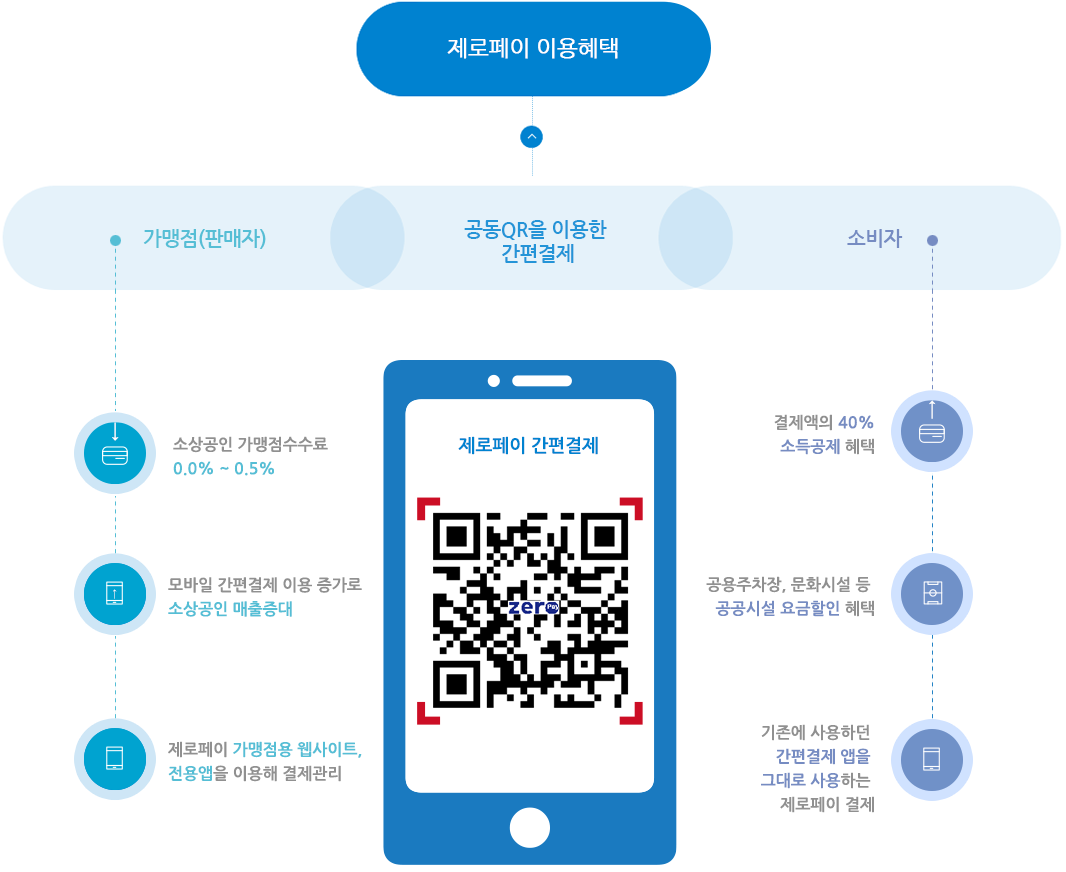 제로페이 이용혜택
가맹점(판매자)
공동QR을 이용한
간편결제
소비자
소상공인 가맹점수수료
0.0% ~ 0.5%
모바일 간편결제 이용 증가로
소상공인 매출증대
제로페이 가맹점용 웹사이트,
전용앱을 이용해 결제관리
제로페이 간편결제
zero Pay
결제액의 40%
소득공제 혜택
공용주차장, 문화시설 등
공공시설 요금할인 혜택
기존에 사용하던
간편결제 앱을
그대로 사용하는
제로페이 결제